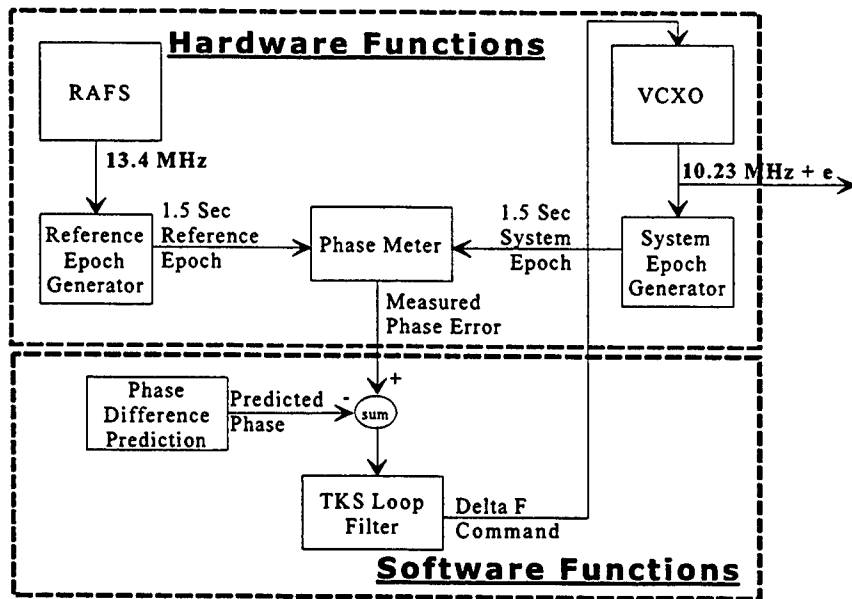 Hardware Functions
RAFS
VCXO
13.4 MHz
10.23 MHz + e
Reference
Epoch
Generator
1.5 Sec
Reference
Epoch
Phase Meter
1.5 Sec
System
Epoch
System
Epoch
Generator
Measured
Phase Error
+
-
sum
Phase
Difference
Prediction
Predicted
Phase
TKS Loop
Filter
Delta F
Command
Software Functions